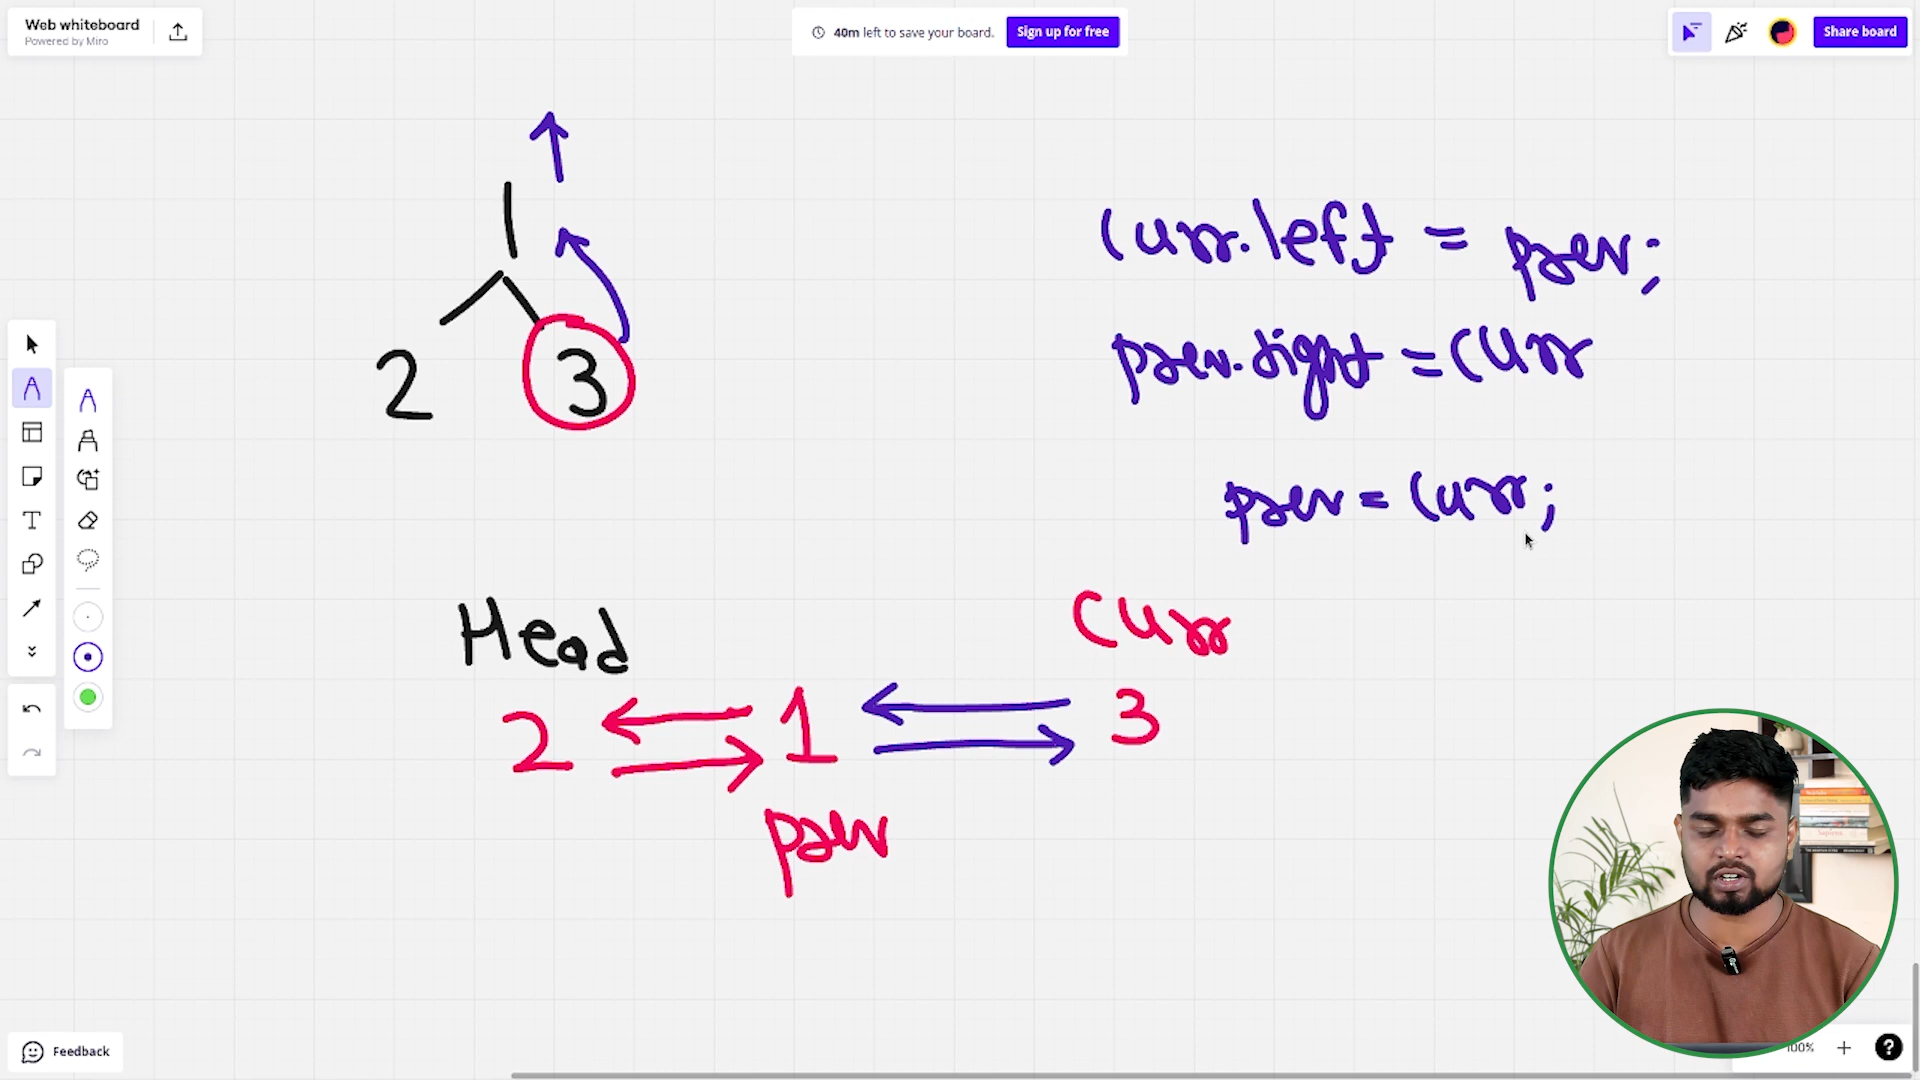 Web whiteboard
Powered by Miro
40m left to save your board.
Sign up for free
Share board
1
2 3
Curr.left = prev;
prev.right = Curr
prev = Curr;
Head
Curr
2 1 3
prev
T
Feedback
100%
?